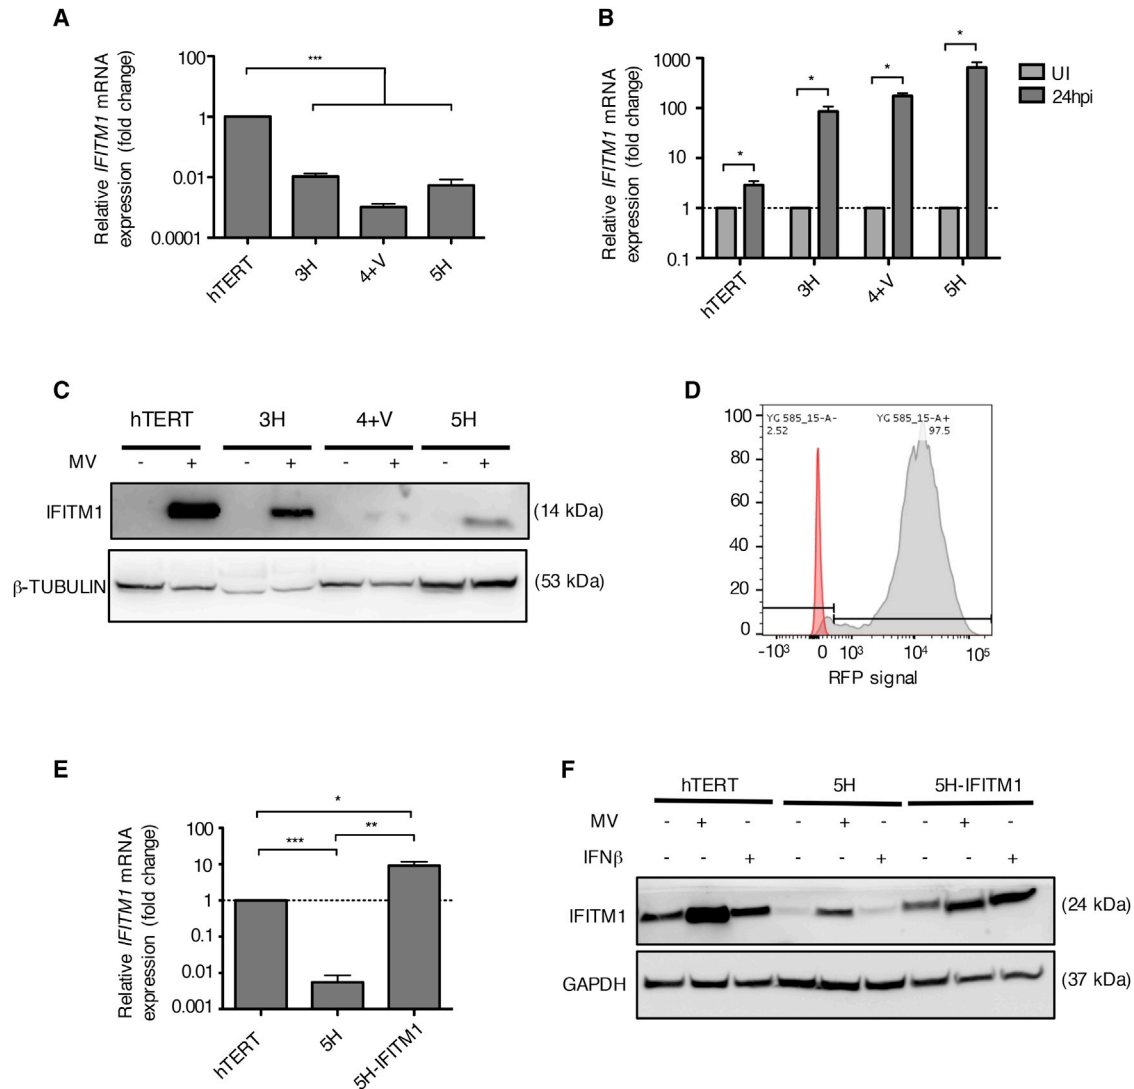 A
Relative IFITM1 mRNA
expression (fold change)
100
1
0.01
0.0001
***
hTERT
3H
4+V
5H
B
Relative IFITM1 mRNA
expression (fold change)
1000
100
10
1
0.1
*
*
*
*
hTERT
3H
4+V
5H
UI
24hpi
C
hTERT 3H 4+V 5H
MV - + - + - + - +
IFITM1 (14 kDa)
β-TUBULIN (53 kDa)
D
100
80
60
40
20
0
YG 585_15-A-
2.52
YG 585_15-A+
97.5
-10³ 0 10³ 10⁴ 10⁵
RFP signal
E
Relative IFITM1 mRNA
expression (fold change)
100
10
1
0.1
0.01
0.001
*
**
***
hTERT
5H
5H-IFITM1
F
hTERT 5H 5H-IFITM1
MV - + - - + - - + -
IFNβ - - + - - + - - +
IFITM1 (24 kDa)
GAPDH (37 kDa)